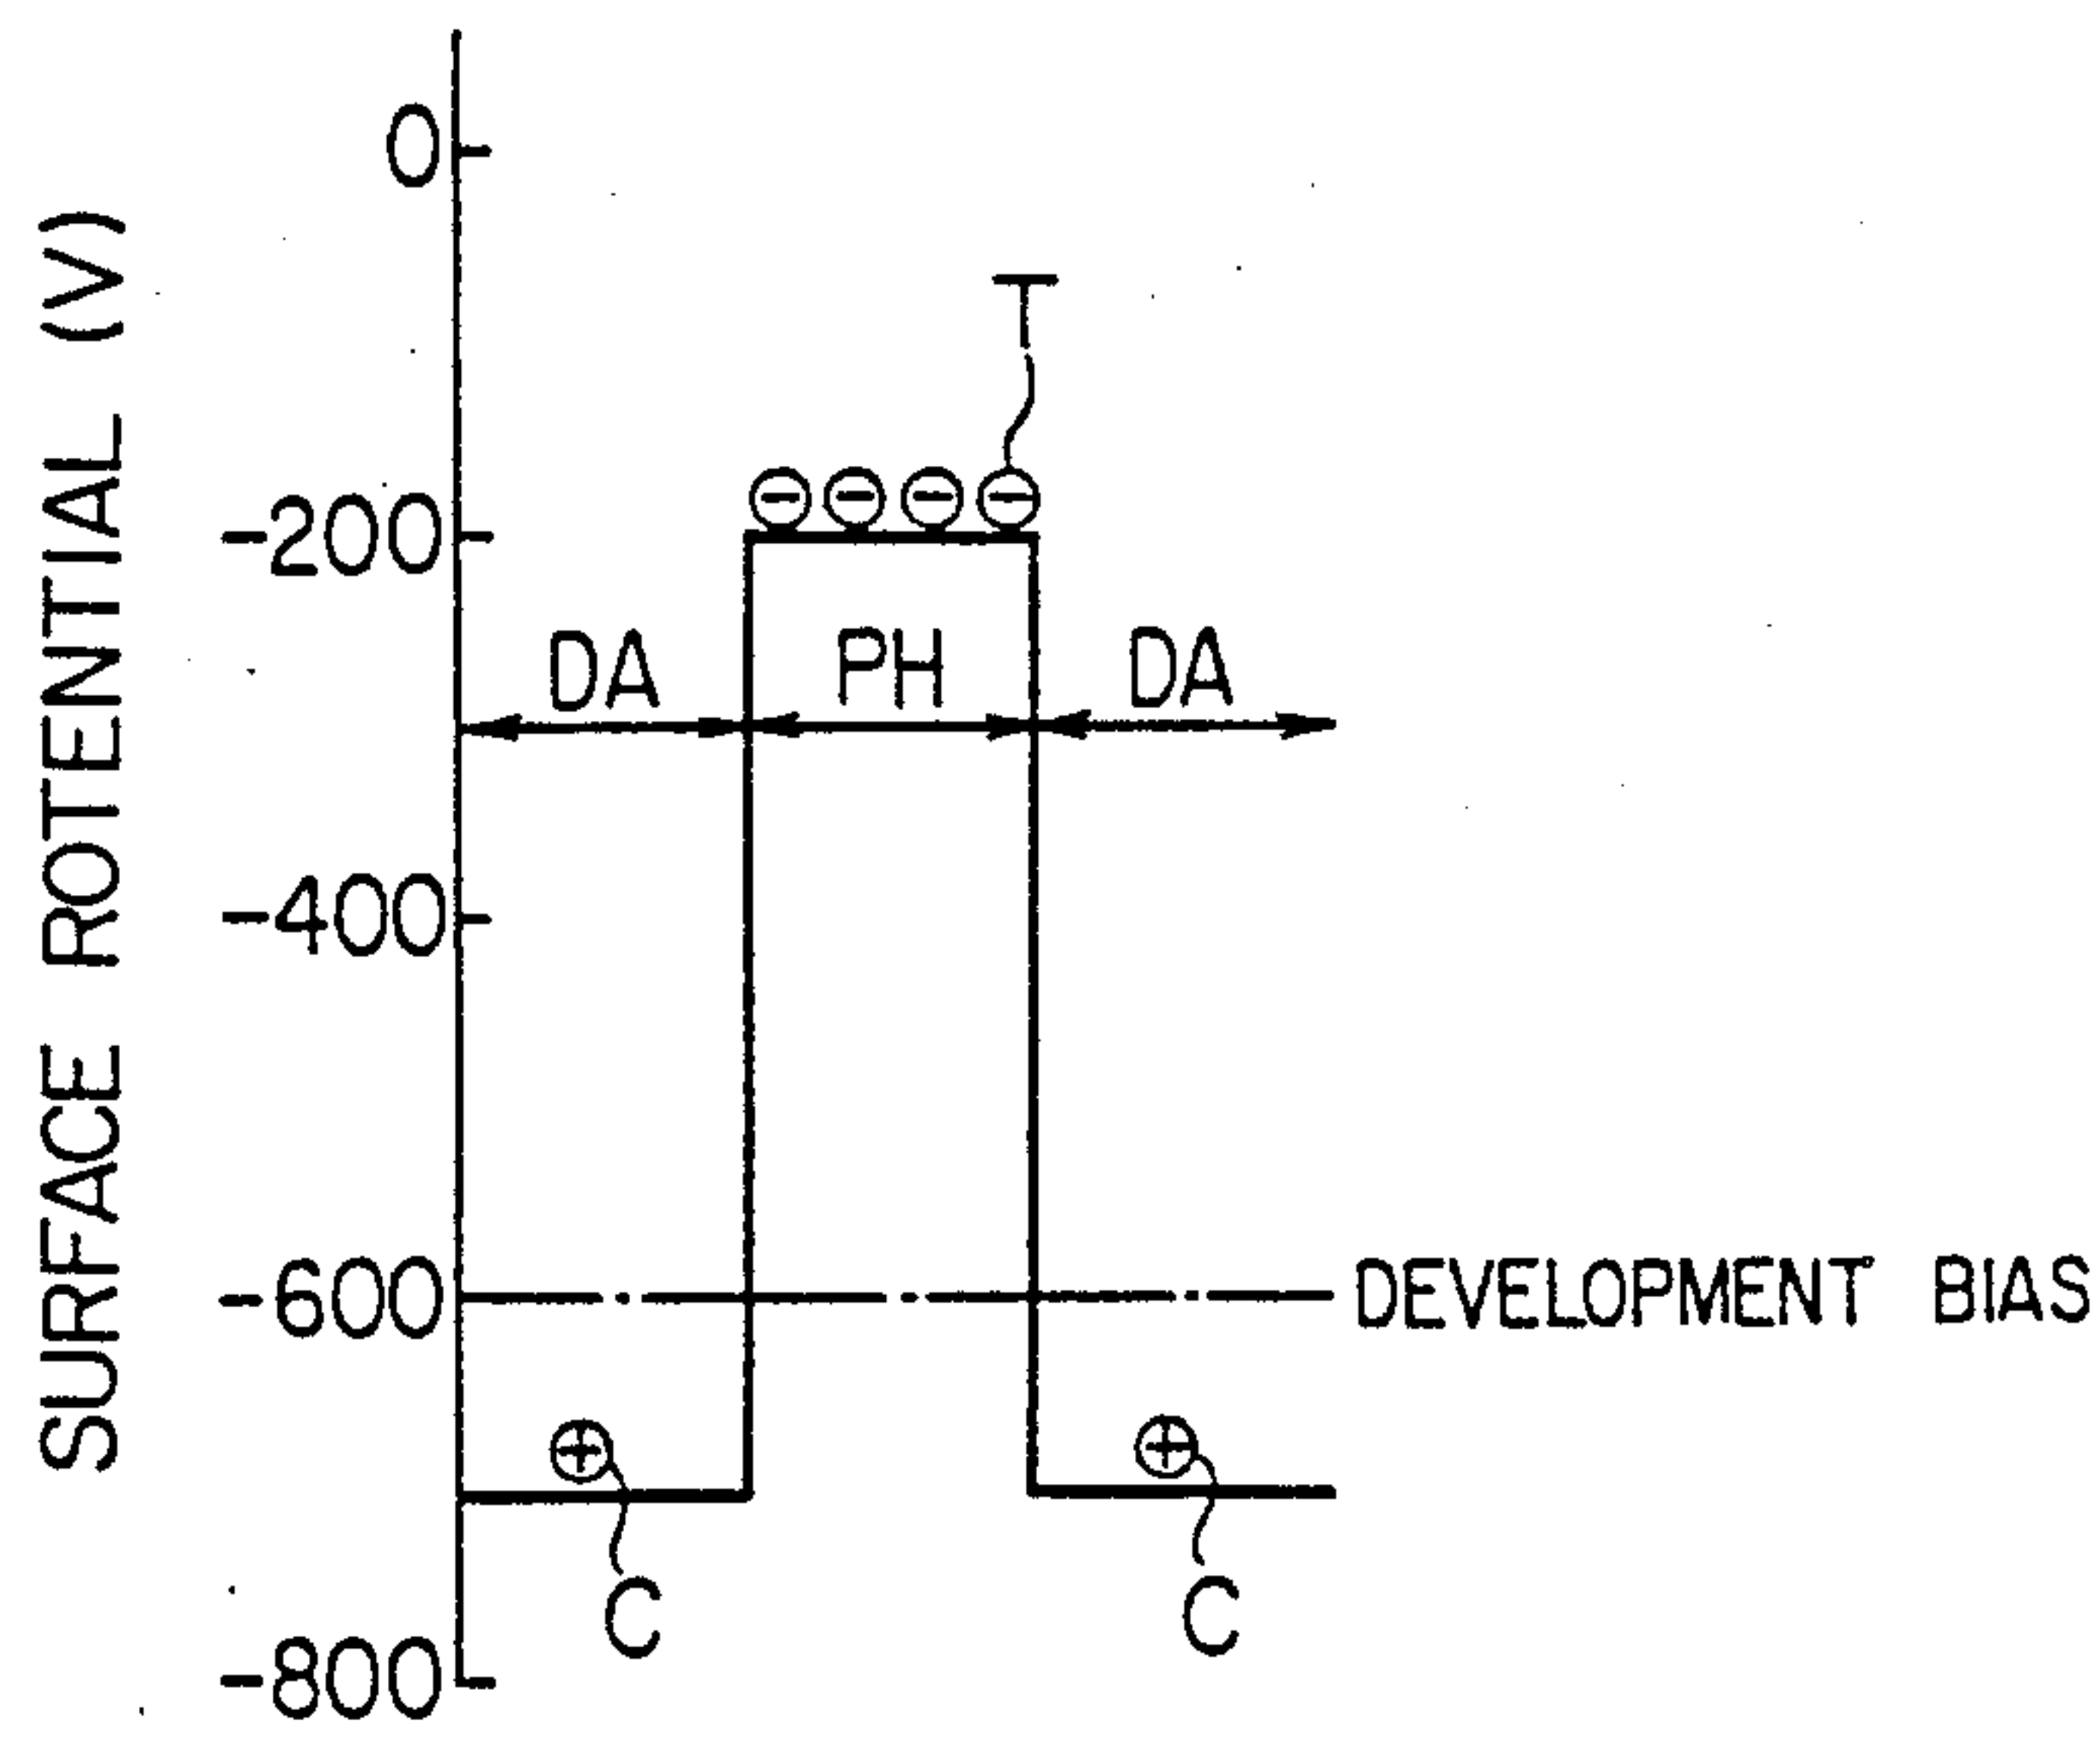 SURFACE ROTENTIAL (V)
0
T
-200
DA PH DA
-400
-600
DEVELOPMENT BIAS
C C
-800